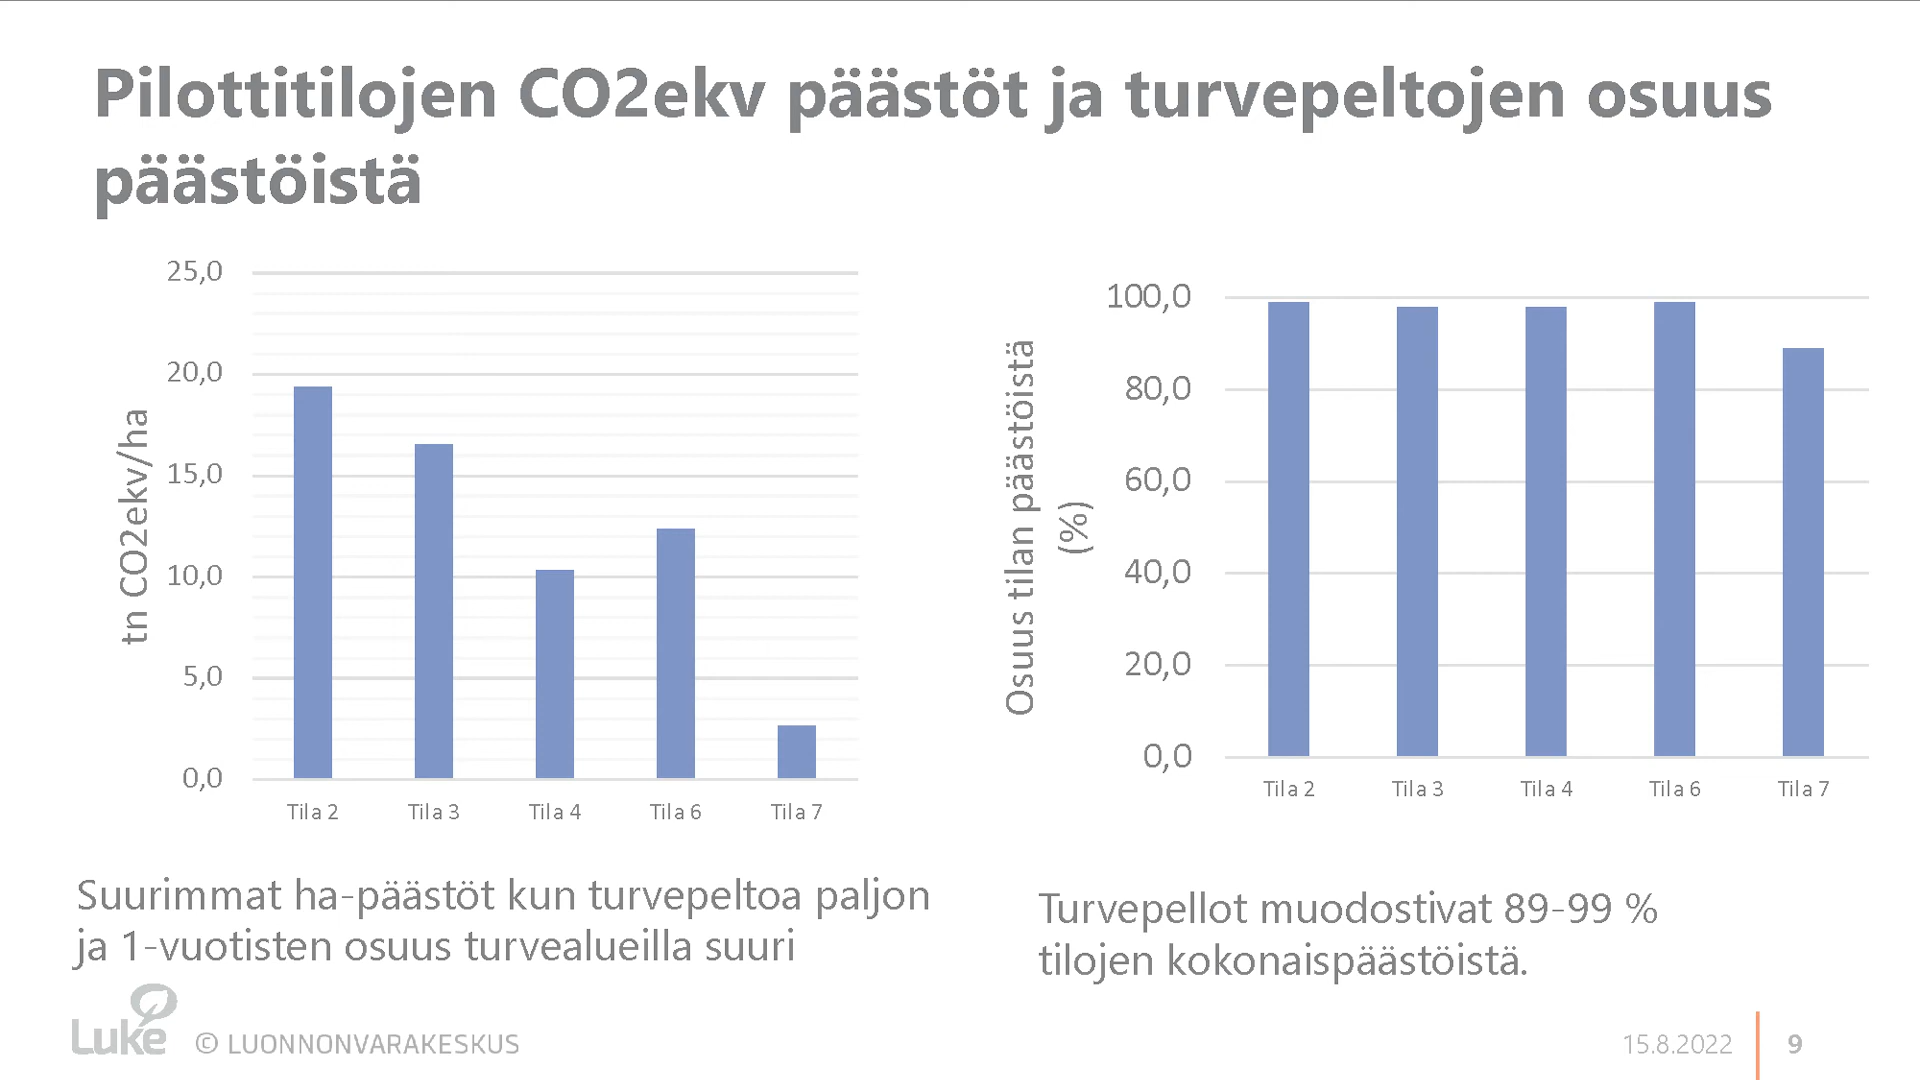 Pilottitilojen CO2ekv päästöt ja turvepeltojen osuus
päästöistä
tn CO2ekv/ha
25,0
20,0
15,0
10,0
5,0
0,0
Tila 2
Tila 3
Tila 4
Tila 6
Tila 7
Osuus tilan päästöistä
(%)
100,0
80,0
60,0
40,0
20,0
0,0
Tila 2
Tila 3
Tila 4
Tila 6
Tila 7
Suurimmat ha-päästöt kun turvepeltoa paljon
ja 1-vuotisten osuus turvealueilla suuri
Turvepellot muodostivat 89-99 %
tilojen kokonaispäästöistä.
Luke
© LUONNONVARAKESKUS
15.8.2022
9